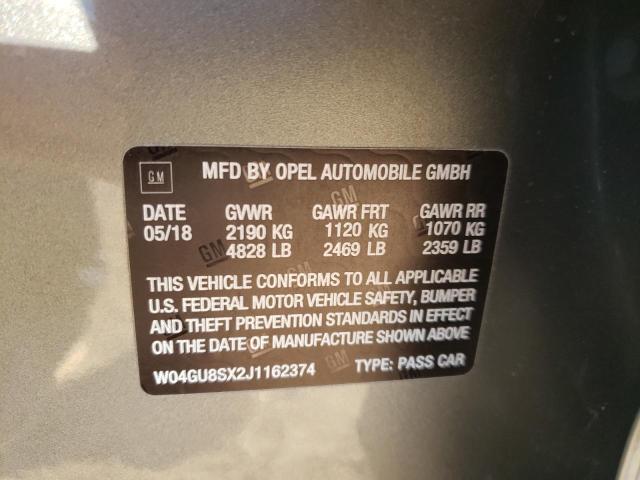 GM MFD BY OPEL AUTOMOBILE GMBH
DATE GVWR GAWR FRT GAWR RR
05/18 2190 KG 1120 KG 1070 KG
4828 LB 2469 LB 2359 LB
THIS VEHICLE CONFORMS TO ALL APPLICABLE
U.S. FEDERAL MOTOR VEHICLE SAFETY, BUMPER
AND THEFT PREVENTION STANDARDS IN EFFECT
ON THE DATE OF MANUFACTURE SHOWN ABOVE
W04GU8SX2J1162374 TYPE: PASS CAR